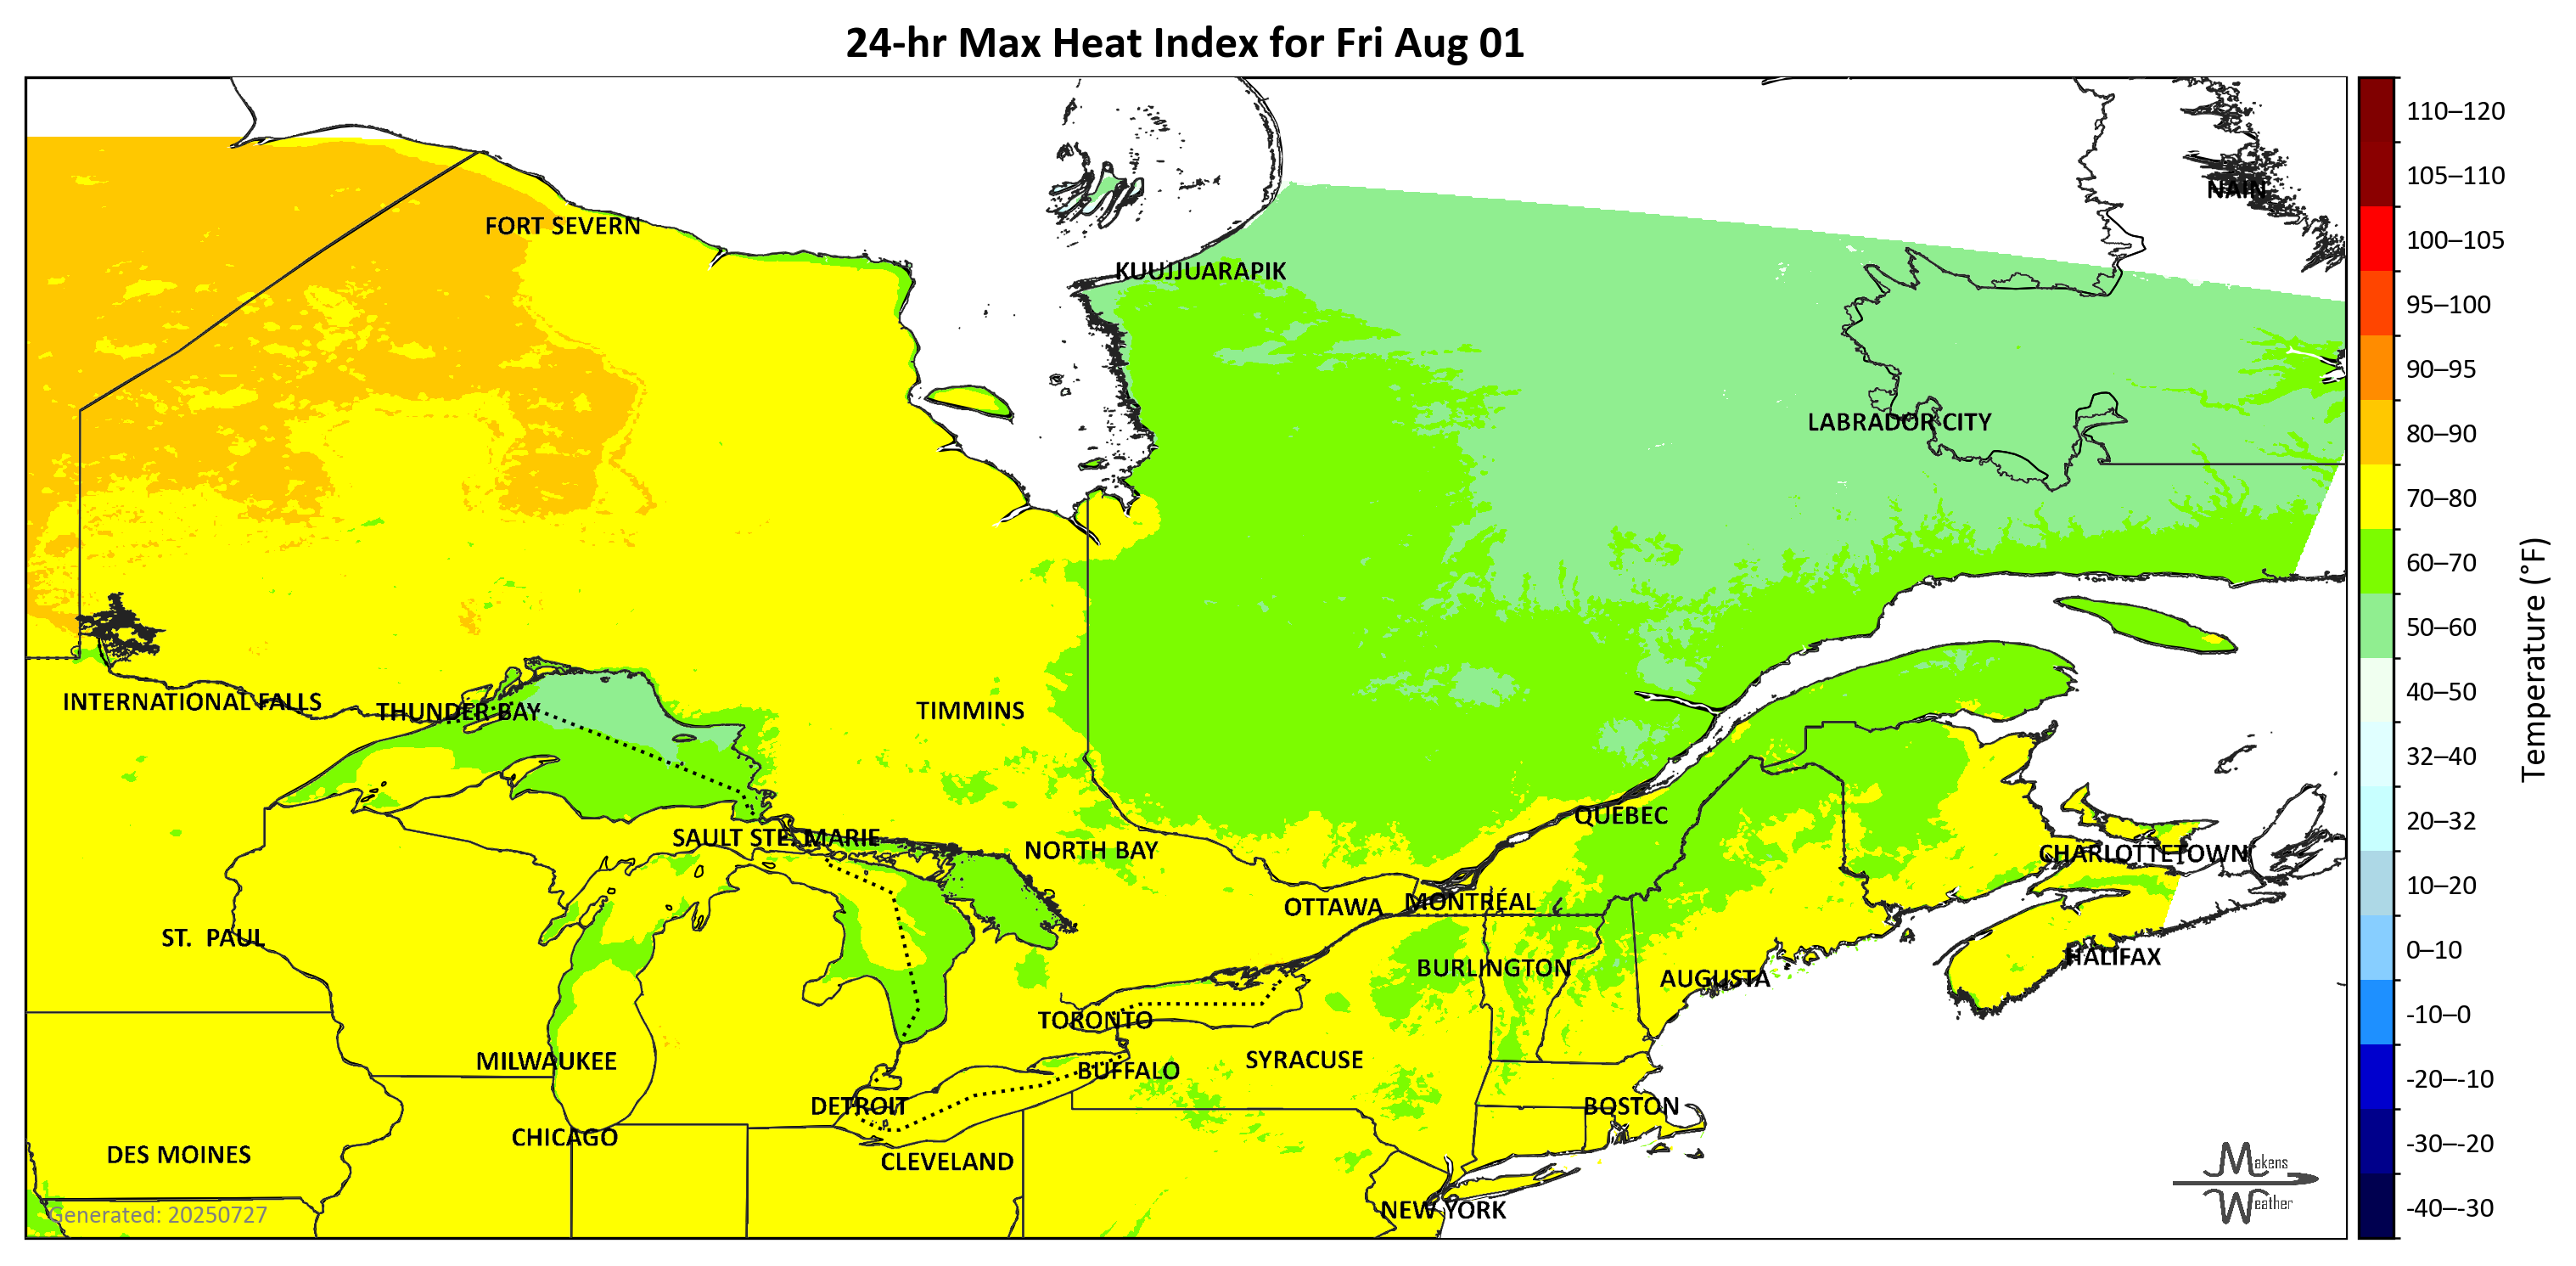 24-hr Max Heat Index for Fri Aug 01
NAIN
FORT SEVERN
KUUJJUARAPIK
LABRADOR CITY
INTERNATIONAL FALLS
THUNDER BAY
TIMMINS
QUEBEC
SAULT STE. MARIE
NORTH BAY
CHARLOTTETOWN
OTTAWA
MONTRÉAL
ST. PAUL
HALIFAX
BURLINGTON
AUGUSTA
TORONTO
MILWAUKEE
SYRACUSE
BUFFALO
DETROIT
BOSTON
CHICAGO
DES MOINES
CLEVELAND
NEW YORK
Generated: 20250727
Makens
Weather
110–120
105–110
100–105
95–100
90–95
80–90
70–80
60–70
50–60
40–50
32–40
20–32
10–20
0–10
-10–0
-20–-10
-30–-20
-40–-30
Temperature (°F)